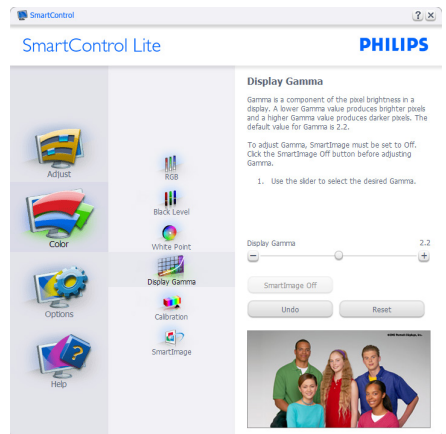 SmartControl
SmartControl Lite
PHILIPS
Adjust
Color
Options
Help
RGB
Black Level
White Point
Display Gamma
Calibration
SmartImage
Display Gamma
Gamma is a component of the pixel brightness in a
display. A lower Gamma value produces brighter pixels
and a higher Gamma value produces darker pixels. The
default value for Gamma is 2.2.
To adjust Gamma, SmartImage must be set to Off.
Click the SmartImage Off button before adjusting
Gamma.
1. Use the slider to select the desired Gamma.
Display Gamma 2.2
SmartImage Off
Undo Reset